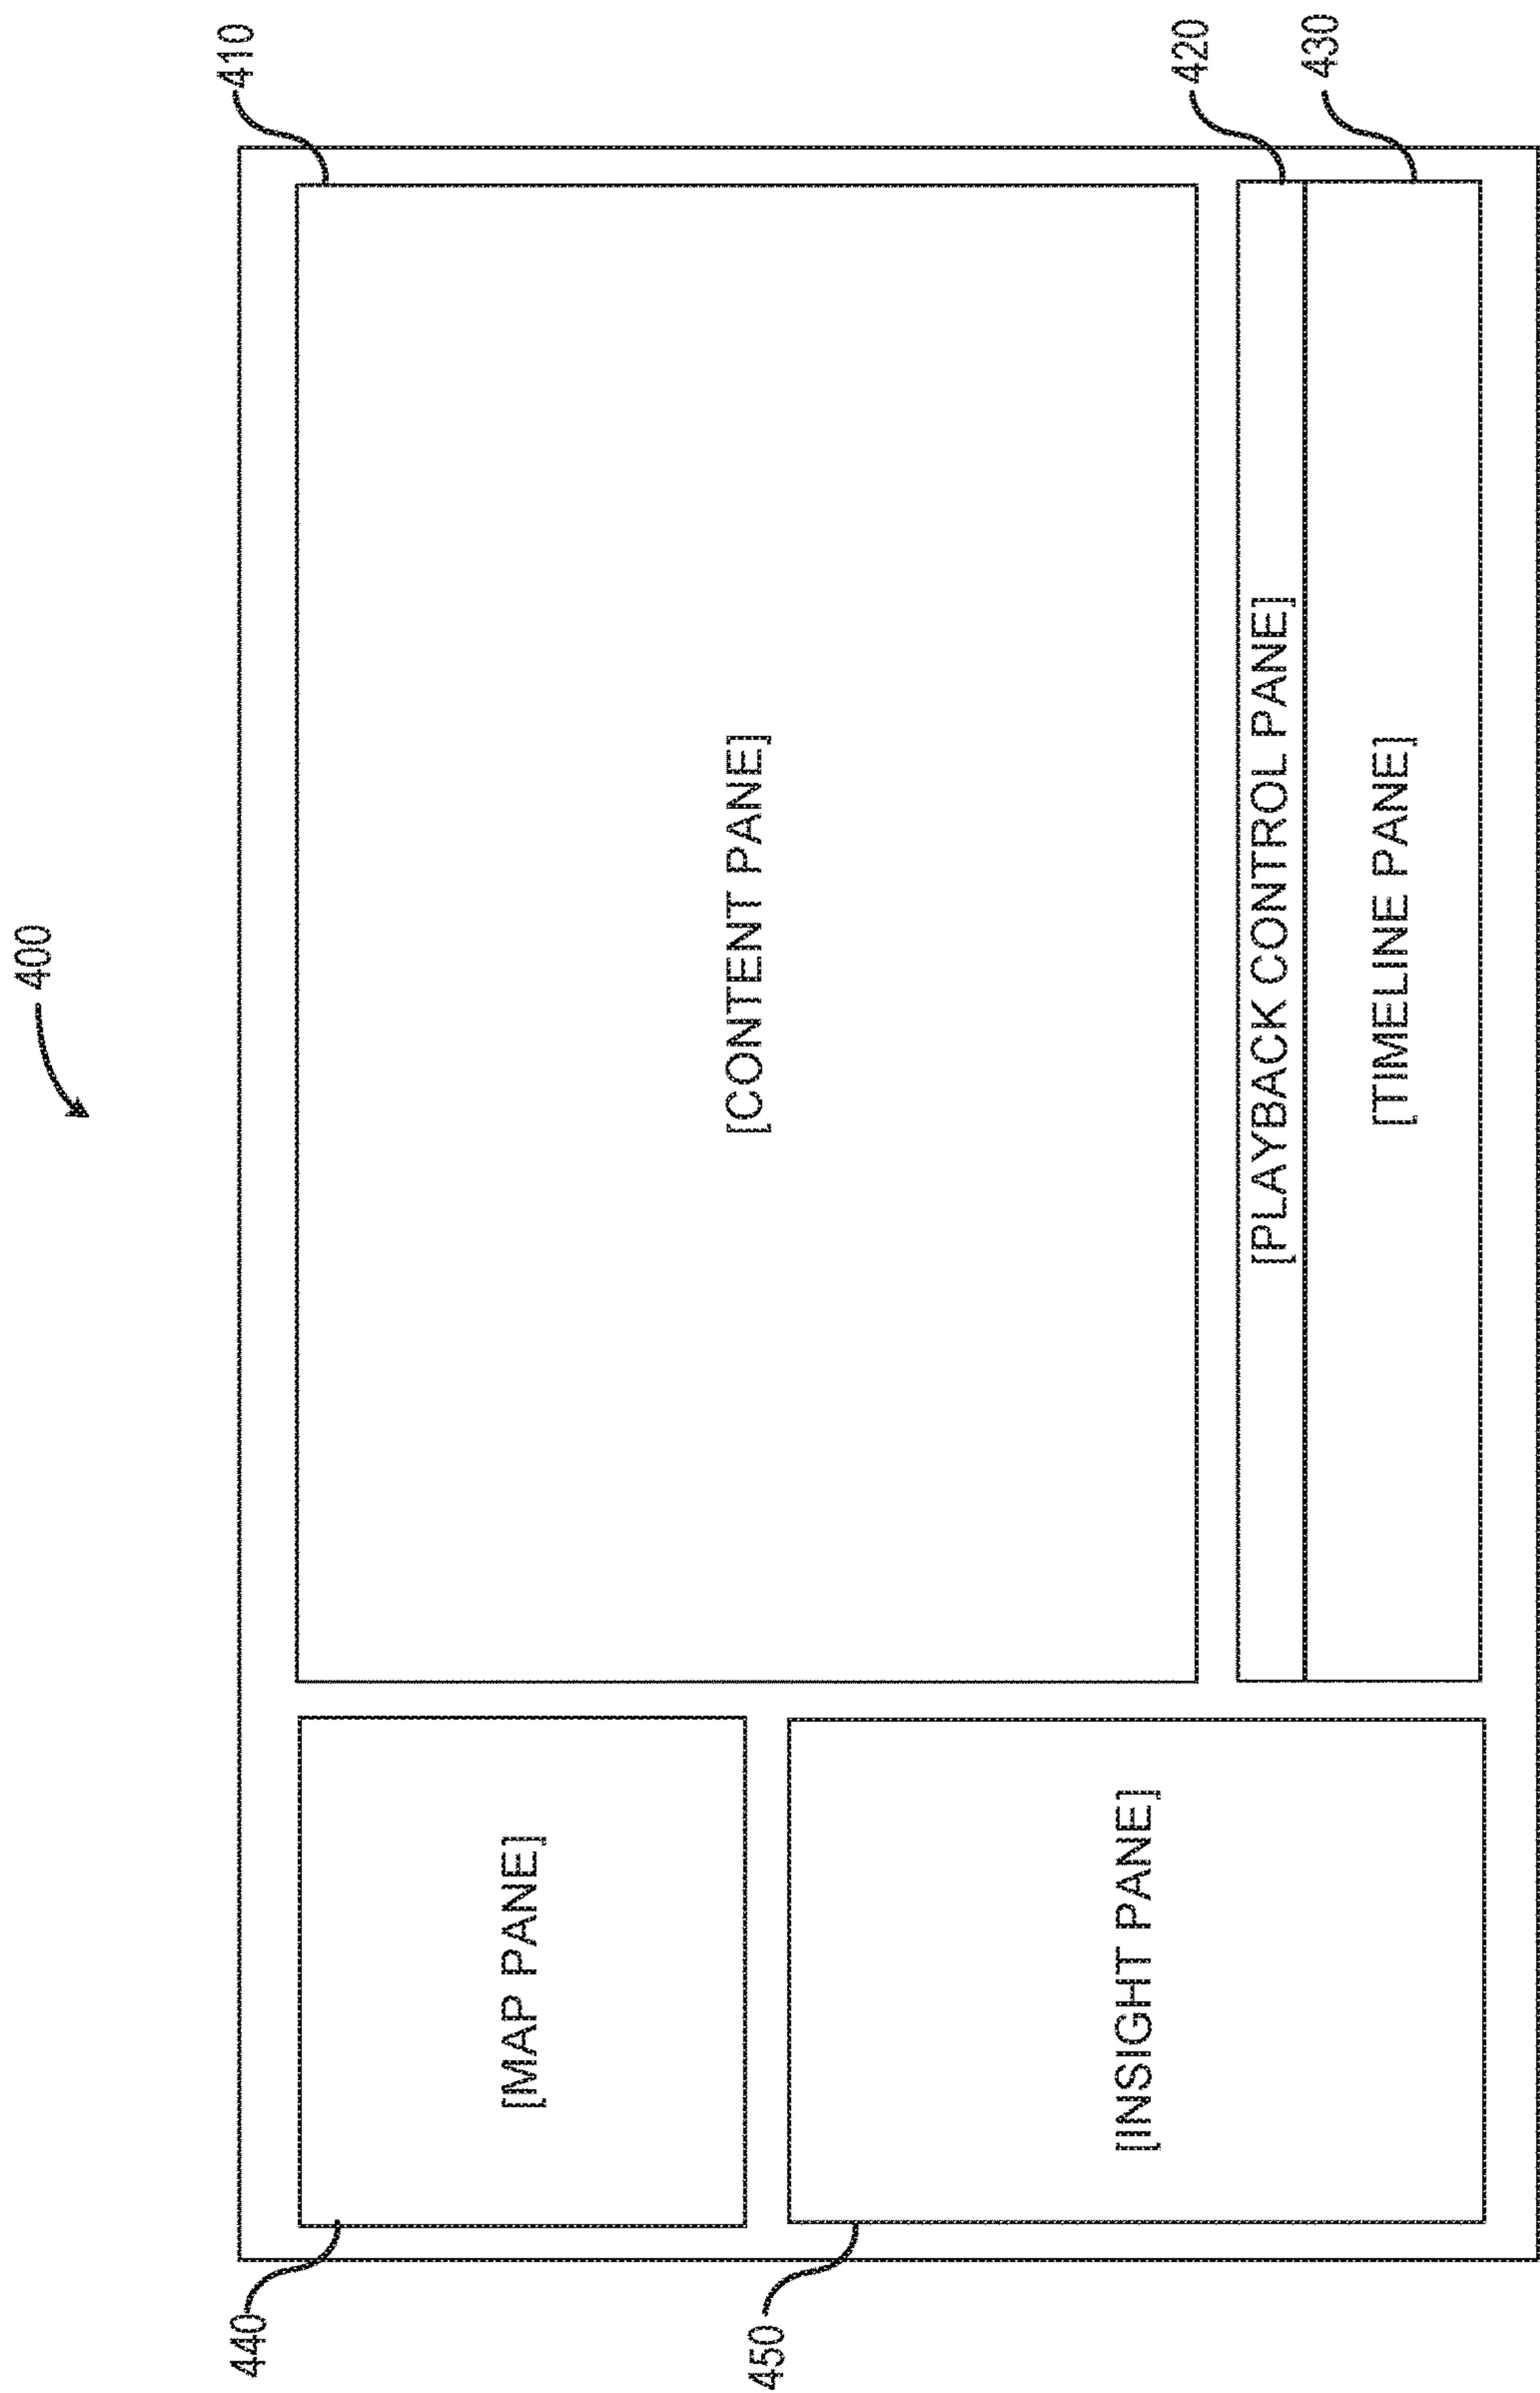 400
410
[MAP PANE]
[CONTENT PANE]
440
[INSIGHT PANE]
450
[PLAYBACK CONTROL PANE]
420
[TIMELINE PANE]
430